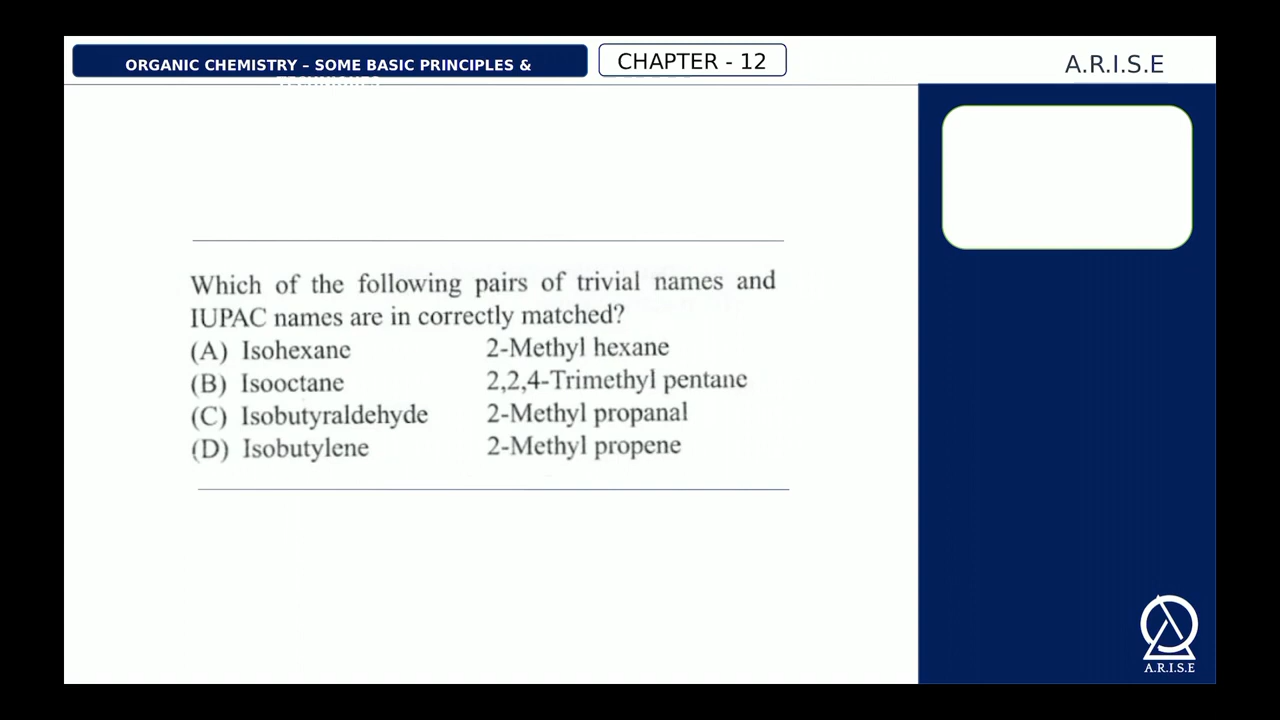 ORGANIC CHEMISTRY – SOME BASIC PRINCIPLES &
TECHNIQUES
CHAPTER - 12
A.R.I.S.E
Which of the following pairs of trivial names and
IUPAC names are in correctly matched?
(A) Isohexane 2-Methyl hexane
(B) Isooctane 2,2,4-Trimethyl pentane
(C) Isobutyraldehyde 2-Methyl propanal
(D) Isobutylene 2-Methyl propene
A.R.I.S.E